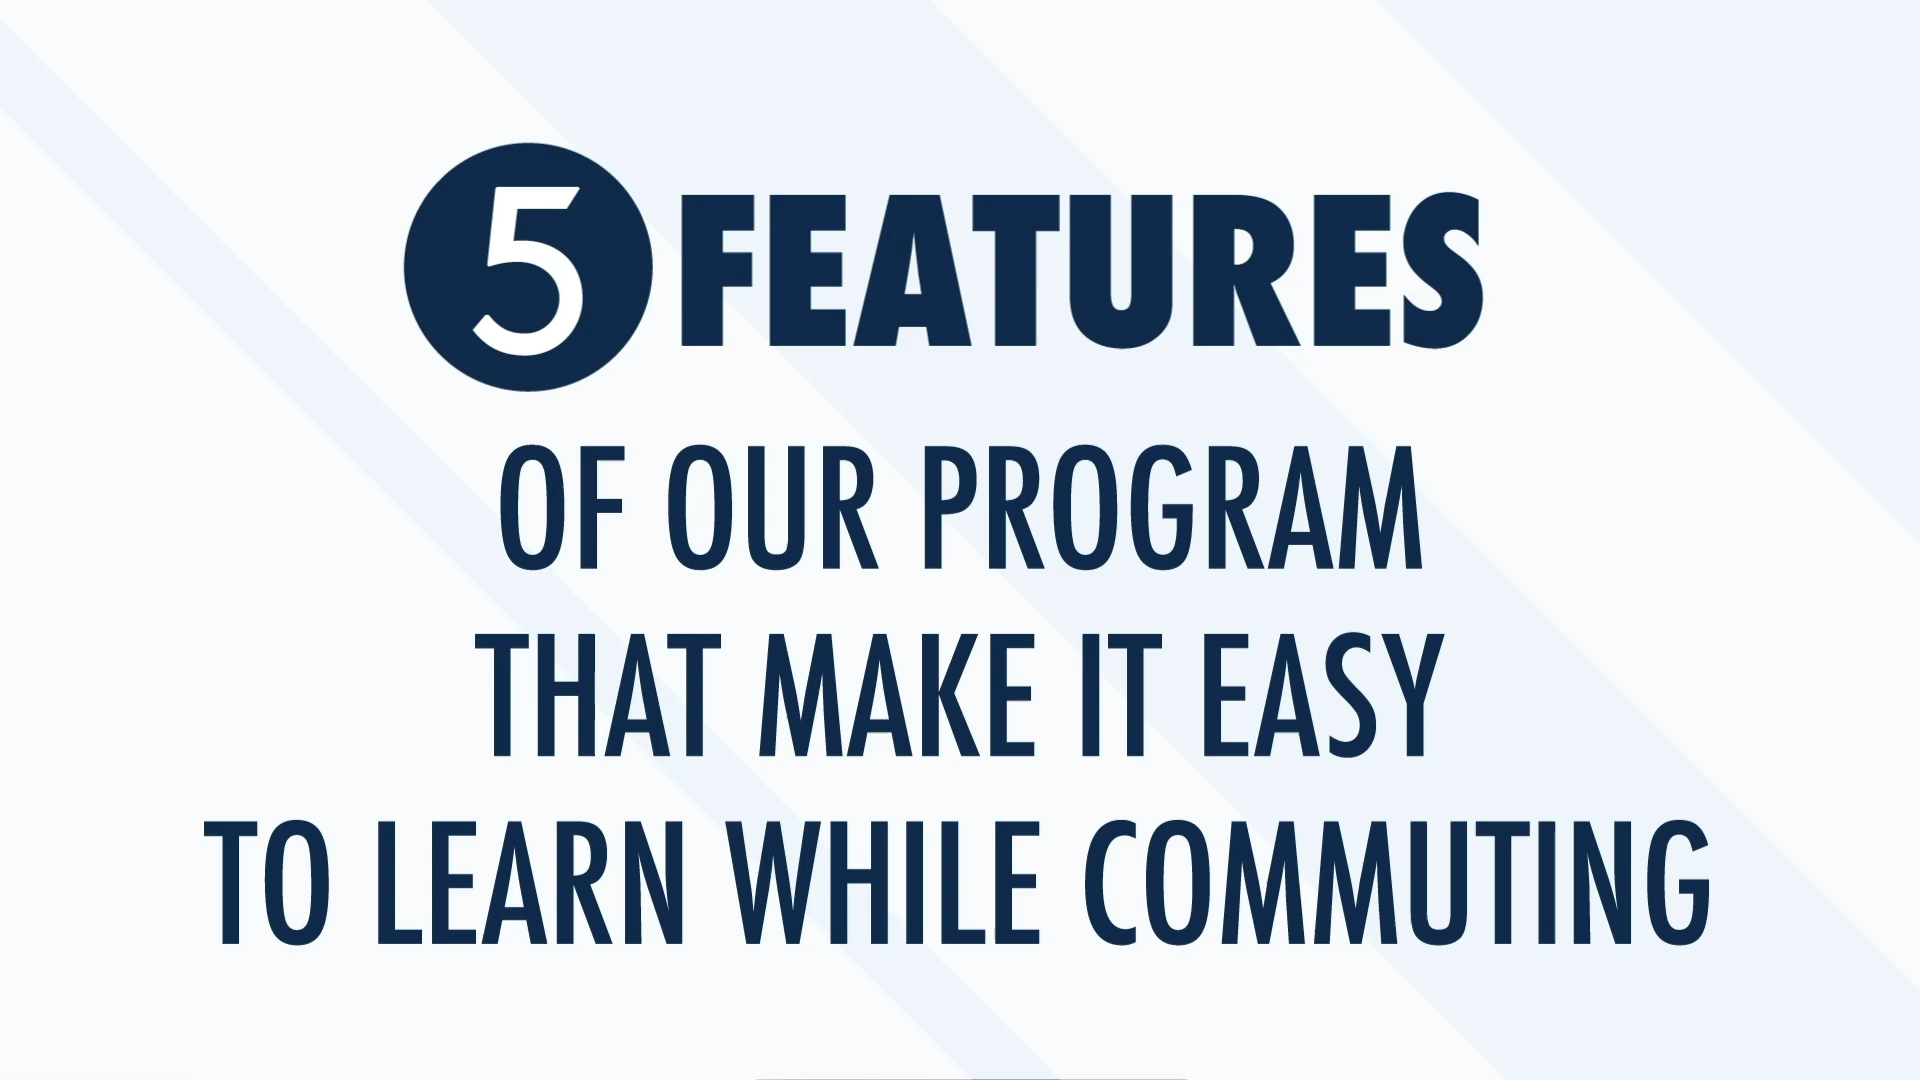 5 FEATURES
OF OUR PROGRAM
THAT MAKE IT EASY
TO LEARN WHILE COMMUTING